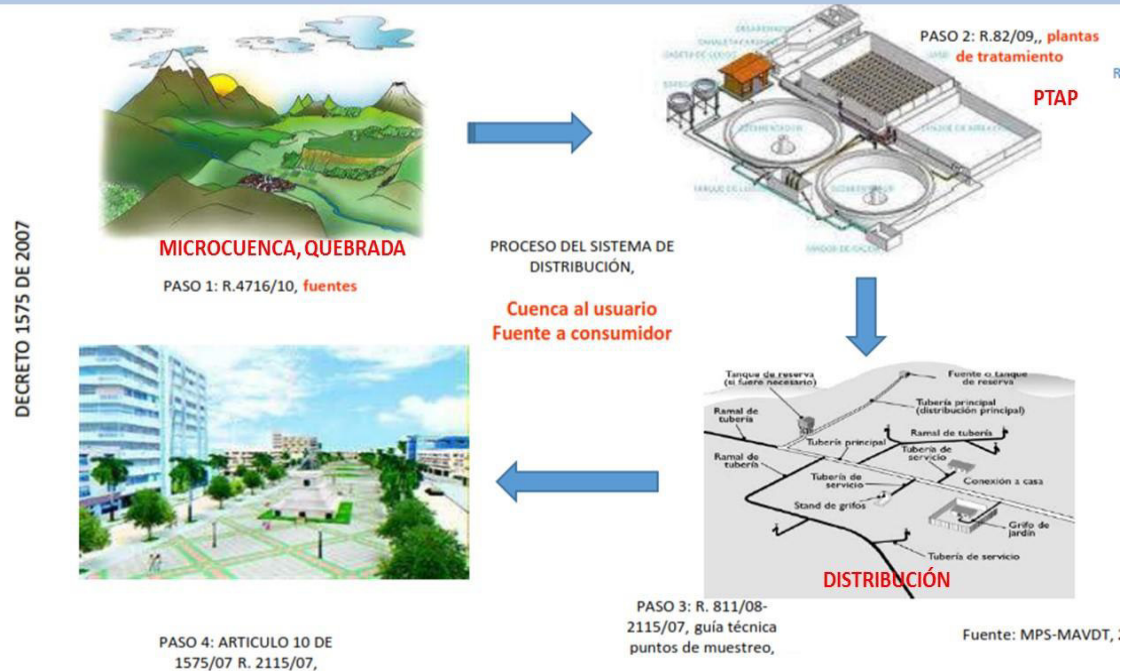 DECRETO 1575 DE 2007
MICROCUENCA, QUEBRADA
PASO 1: R.4716/10, fuentes
PROCESO DEL SISTEMA DE
DISTRIBUCIÓN,
Cuenca al usuario
Fuente a consumidor
PASO 2: R.82/09,, plantas
de tratamiento
R
PTAP
Tanque de reserva
(si fuere necesario)
Fuente o tanque
de reserva
Tubería principal
(distribución principal)
Ramal de
tubería
Ramal de tubería
Tubería principal
Tubería de
servicio
Ramal de
tubería
Tubería de
servicio
Conexión a casa
Stand de grifos
Grifo de
jardín
Tubería de servicio
DISTRIBUCIÓN
PASO 3: R. 811/08-
2115/07, guía técnica
puntos de muestreo,
Fuente: MPS-MAVDT,
PASO 4: ARTICULO 10 DE
1575/07 R. 2115/07,